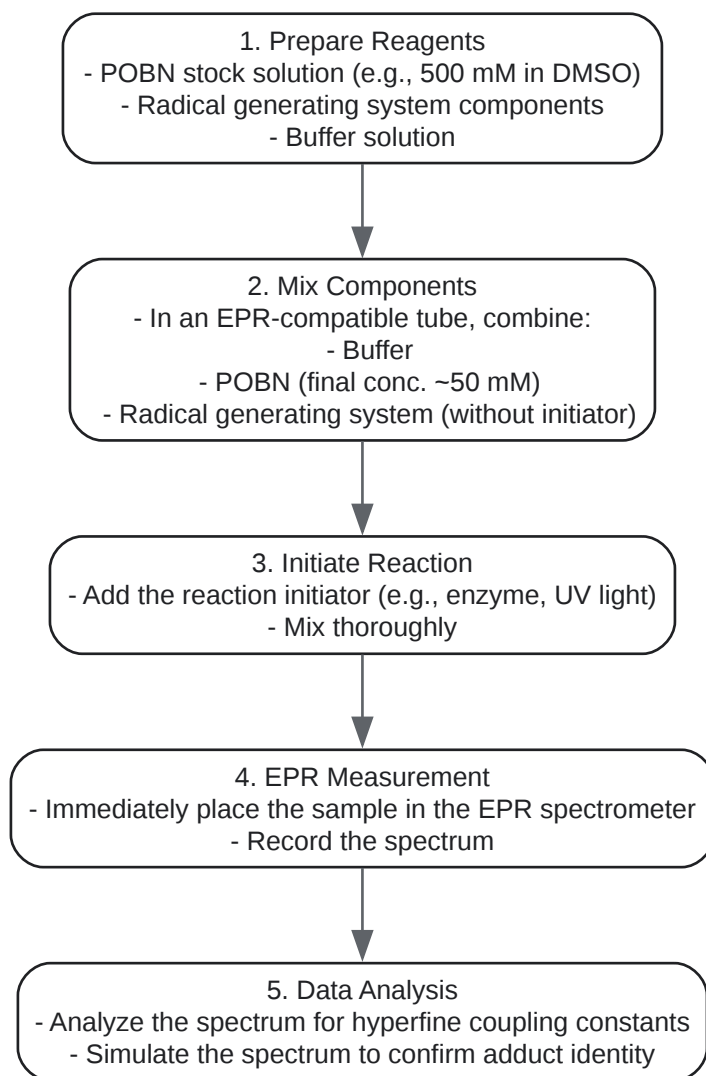 1. Prepare Reagents
- POBN stock solution (e.g., 500 mM in DMSO)
- Radical generating system components
- Buffer solution
2. Mix Components
- In an EPR-compatible tube, combine:
- Buffer
- POBN (final conc. ~50 mM)
- Radical generating system (without initiator)
3. Initiate Reaction
- Add the reaction initiator (e.g., enzyme, UV light)
- Mix thoroughly
4. EPR Measurement
- Immediately place the sample in the EPR spectrometer
- Record the spectrum
5. Data Analysis
- Analyze the spectrum for hyperfine coupling constants
- Simulate the spectrum to confirm adduct identity